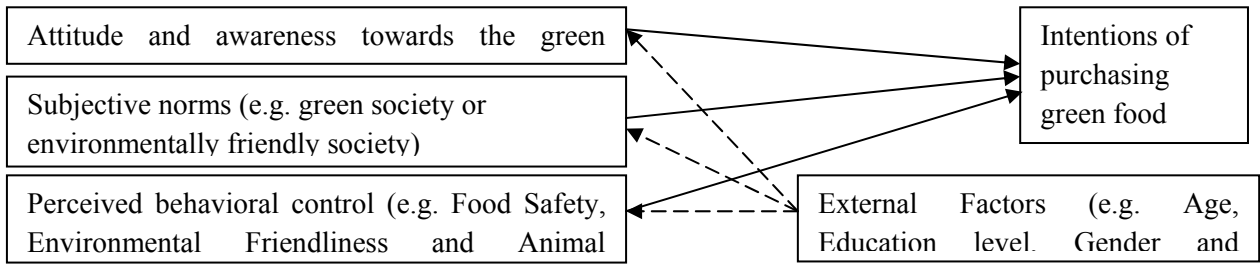 Attitude and awareness towards the green
Subjective norms (e.g. green society or
environmentally friendly society)
Perceived behavioral control (e.g. Food Safety,
Environmental Friendliness and Animal
Intentions of
purchasing
green food
External Factors (e.g. Age,
Education level, Gender and